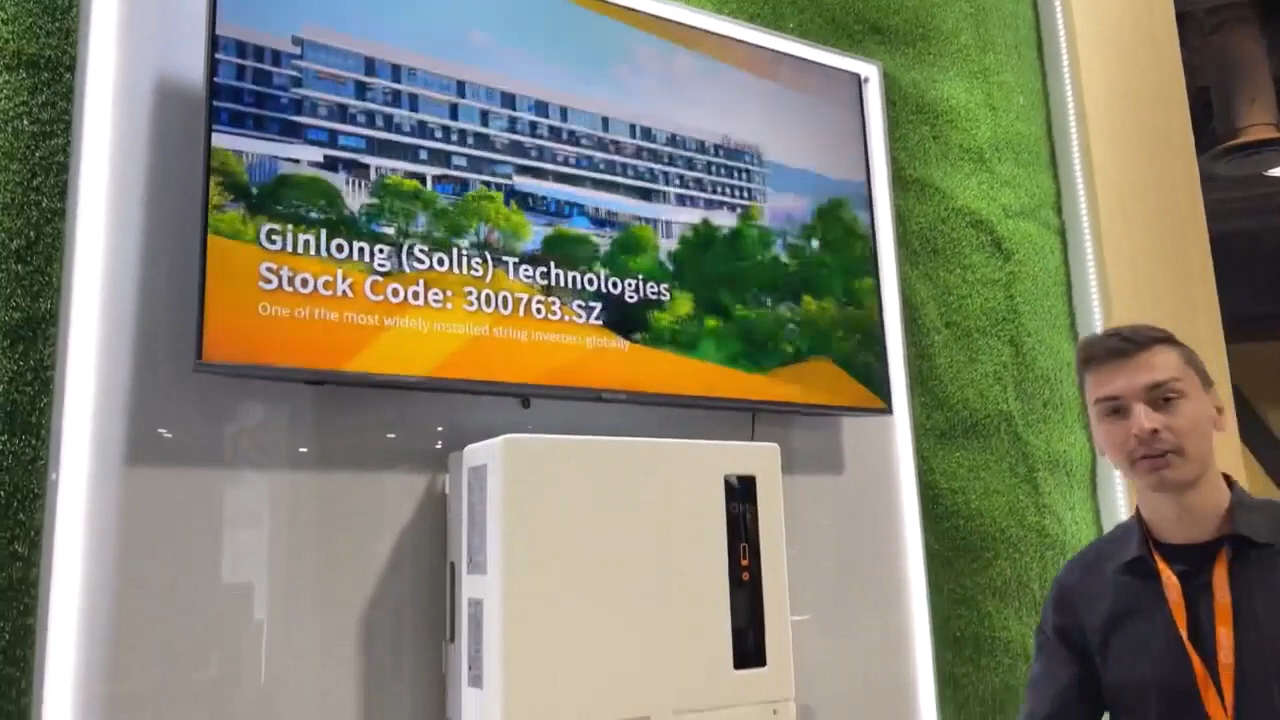 Ginlong (Solis) Technologies
Stock Code: 300763.SZ
One of the most widely installed string inverters globally